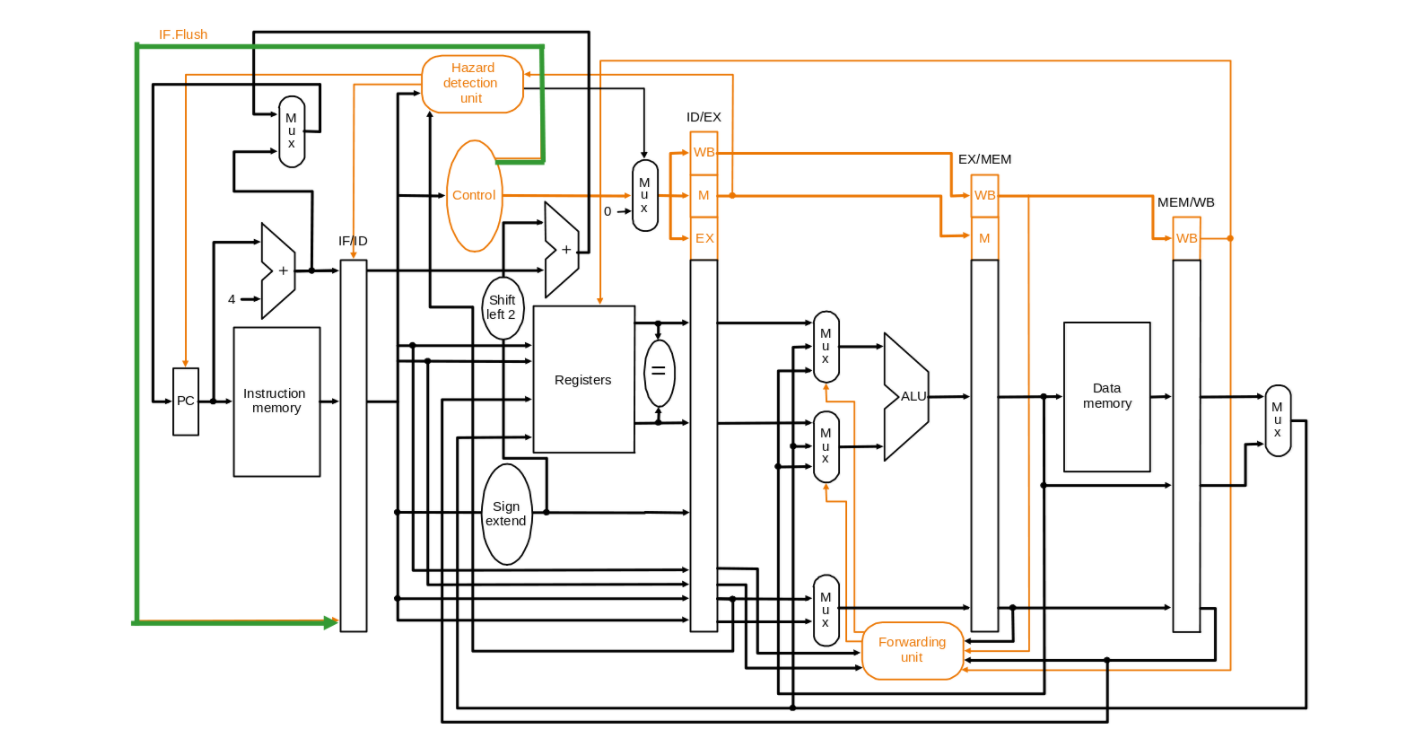 IF.Flush
Hazard
detection
unit
M
u
x
ID/EX
WB
EX/MEM
Control
M
u
x
0
M
WB
MEM/WB
EX
M
WB
IF/ID
+
+
4
Shift
left 2
Registers
=
M
u
x
PC
Instruction
memory
ALU
Data
memory
M
u
x
M
u
x
Sign
extend
M
u
x
Forwarding
unit